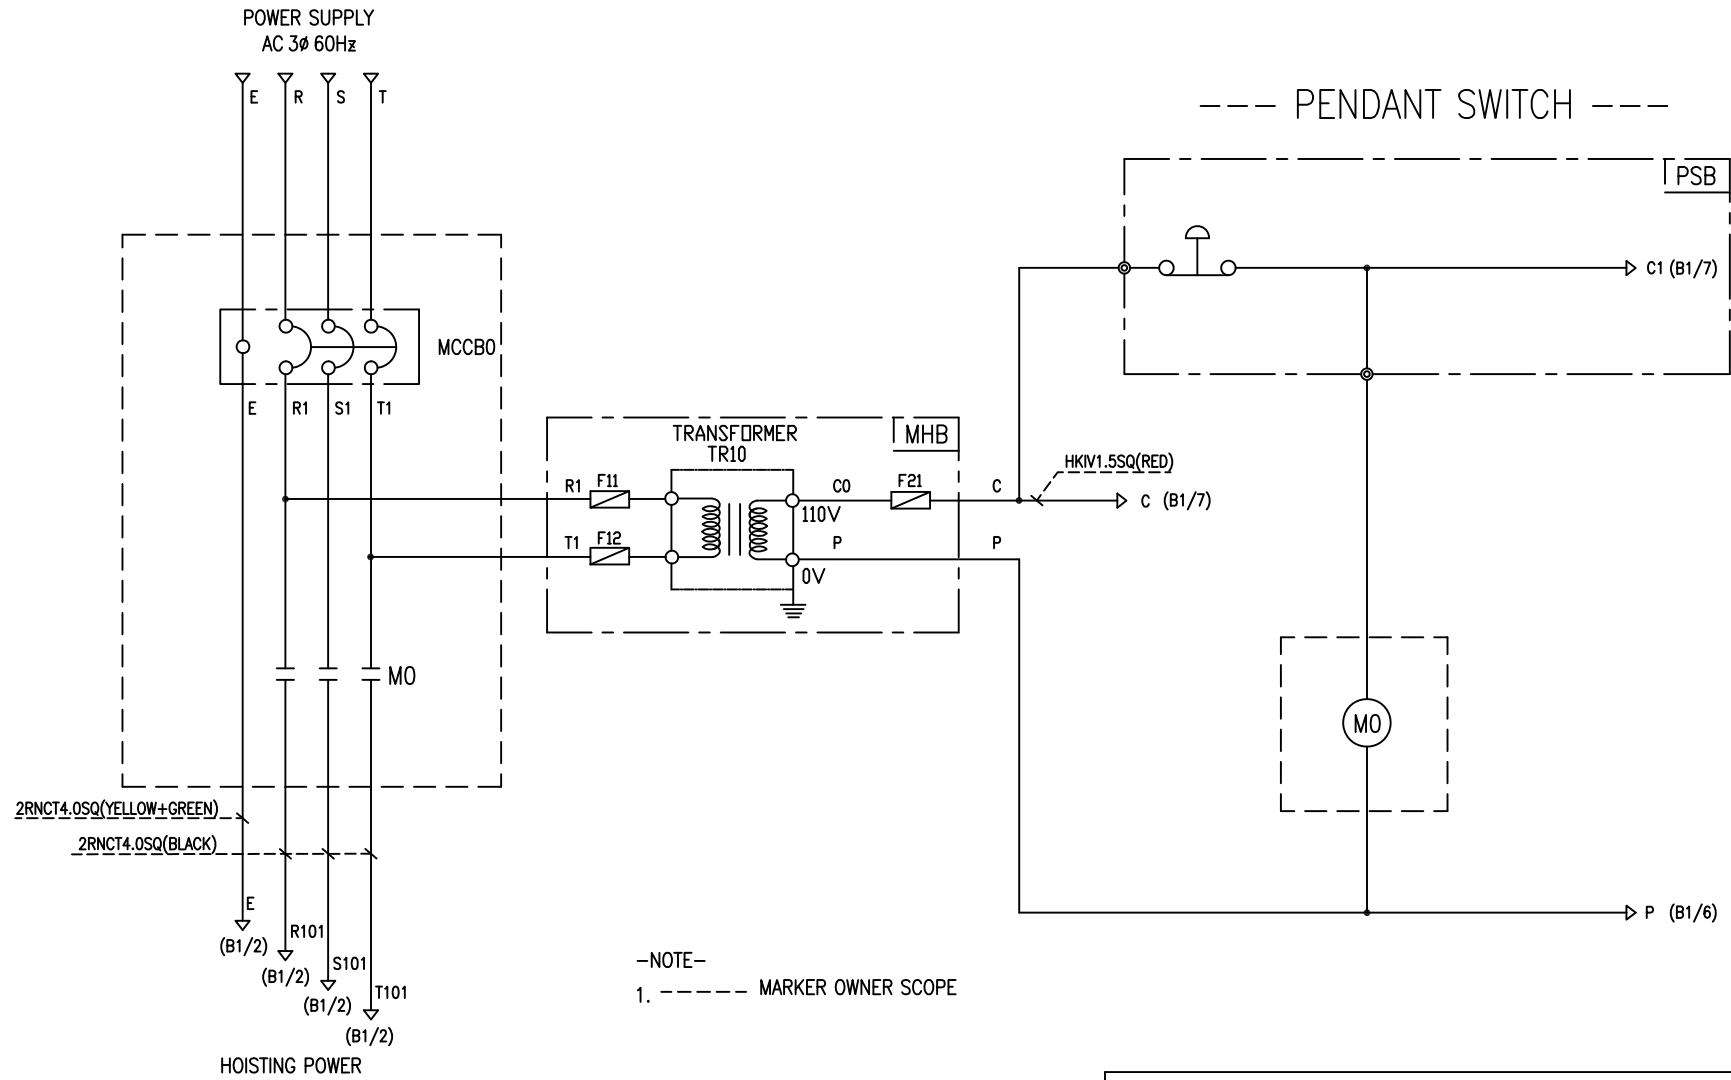 POWER SUPPLY
AC 3ø 60Hz
E R S T
--- PENDANT SWITCH ---
PSB
C1 (B1/7)
MCCB0
E R1 S1 T1
TRANSFORMER
TR10
MHB
HKIV1.5SQ(RED)
R1 F11
C0 F21 C
C (B1/7)
110V
T1 F12
P P
0V
M0
M0
2RNCT4.0SQ(YELLOW+GREEN)
2RNCT4.0SQ(BLACK)
E
(B1/2)
R101
(B1/2)
S101
(B1/2)
T101
(B1/2)
P (B1/6)
-NOTE-
1. ------ MARKER OWNER SCOPE
HOISTING POWER